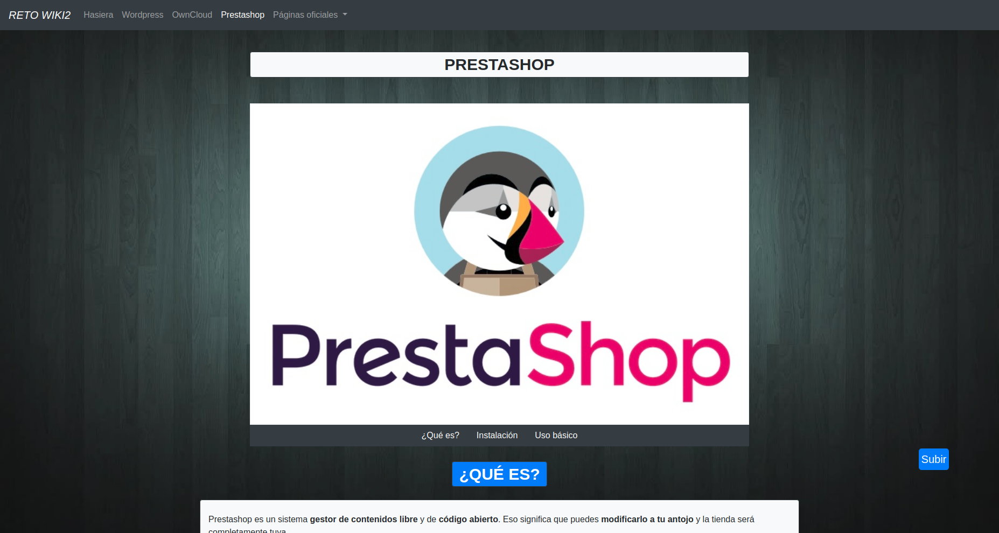 RETO WIKI2 Hasiera Wordpress OwnCloud Prestashop Páginas oficiales
PRESTASHOP
PrestaShop
¿Qué es? Instalación Uso básico
Subir
¿QUÉ ES?
Prestashop es un sistema gestor de contenidos libre y de código abierto. Eso significa que puedes modificarlo a tu antojo y la tienda será
completamente tuya